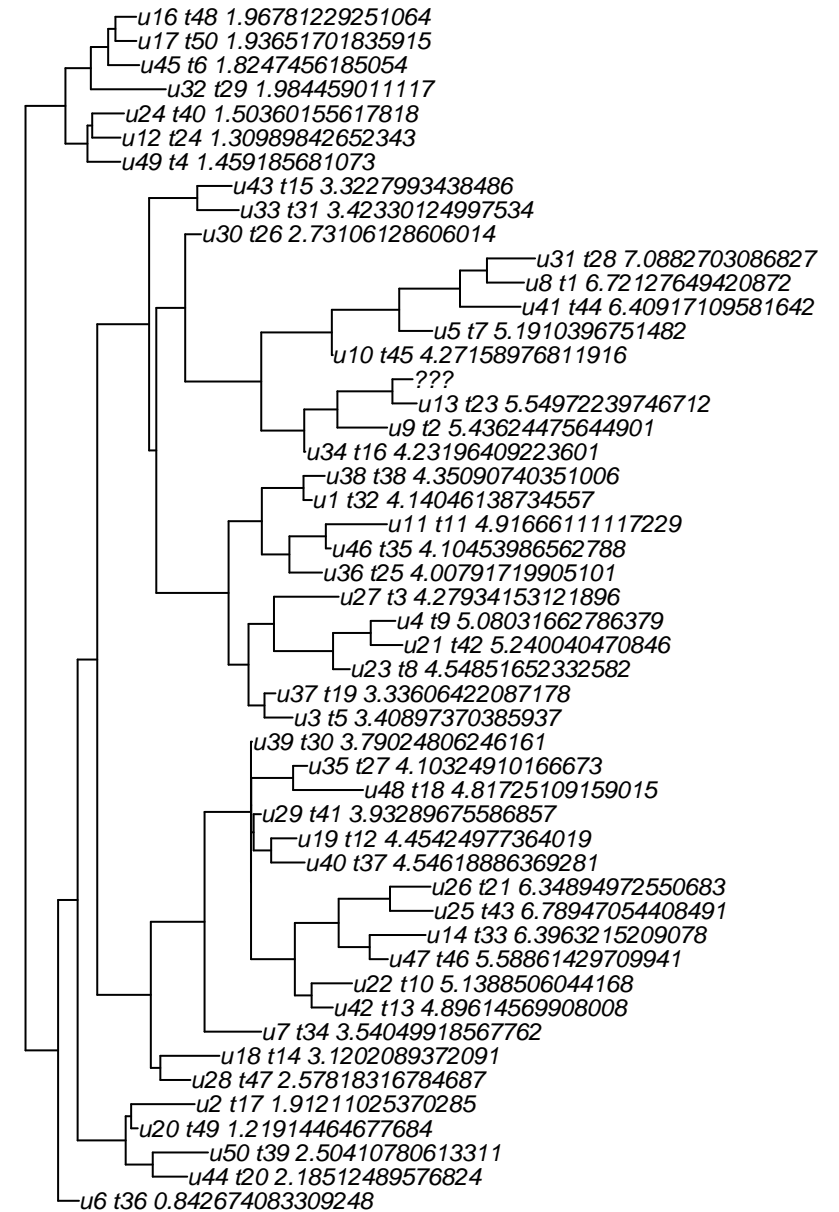 u16 t48 1.96781229251064
u17 t50 1.93651701835915
u45 t6 1.8247456185054
u32 t29 1.984459011117
u24 t40 1.50360155617818
u12 t24 1.30989842652343
u49 t4 1.459185681073
u43 t15 3.3227993438486
u33 t31 3.42330124997534
u30 t26 2.73106128606014
u31 t28 7.0882703086827
u8 t1 6.72127649420872
u41 t44 6.40917109581642
u5 t7 5.1910396751482
u10 t45 4.27158976811916
???
u13 t23 5.54972239746712
u9 t2 5.43624475644901
u34 t16 4.23196409223601
u38 t38 4.35090740351006
u1 t32 4.14046138734557
u11 t11 4.91666111117229
u46 t35 4.10453986562788
u36 t25 4.00791719905101
u27 t3 4.27934153121896
u4 t9 5.08031662786379
u21 t42 5.240040470846
u23 t8 4.54851652332582
u37 t19 3.33606422087178
u3 t5 3.40897370385937
u39 t30 3.79024806246161
u35 t27 4.10324910166673
u48 t18 4.81725109159015
u29 t41 3.93289675586857
u19 t12 4.45424977364019
u40 t37 4.54618886369281
u26 t21 6.34894972550683
u25 t43 6.78947054408491
u14 t33 6.3963215209078
u47 t46 5.58861429709941
u22 t10 5.1388506044168
u42 t13 4.89614569908008
u7 t34 3.54049918567762
u18 t14 3.1202089372091
u28 t47 2.57818316784687
u2 t17 1.91211025370285
u20 t49 1.21914464677684
u50 t39 2.50410780613311
u44 t20 2.18512489576824
u6 t36 0.842674083309248